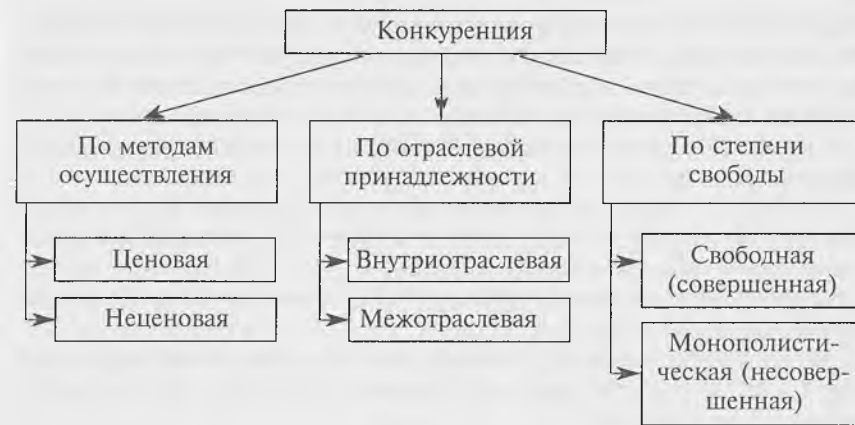 Конкуренция
По методам
осуществления
По отраслевой
принадлежности
По степени
свободы
Ценовая
Неценовая
Внутриотраслевая
Межотраслевая
Свободная
(совершенная)
Монополисти-
ческая (несовер-
шенная)